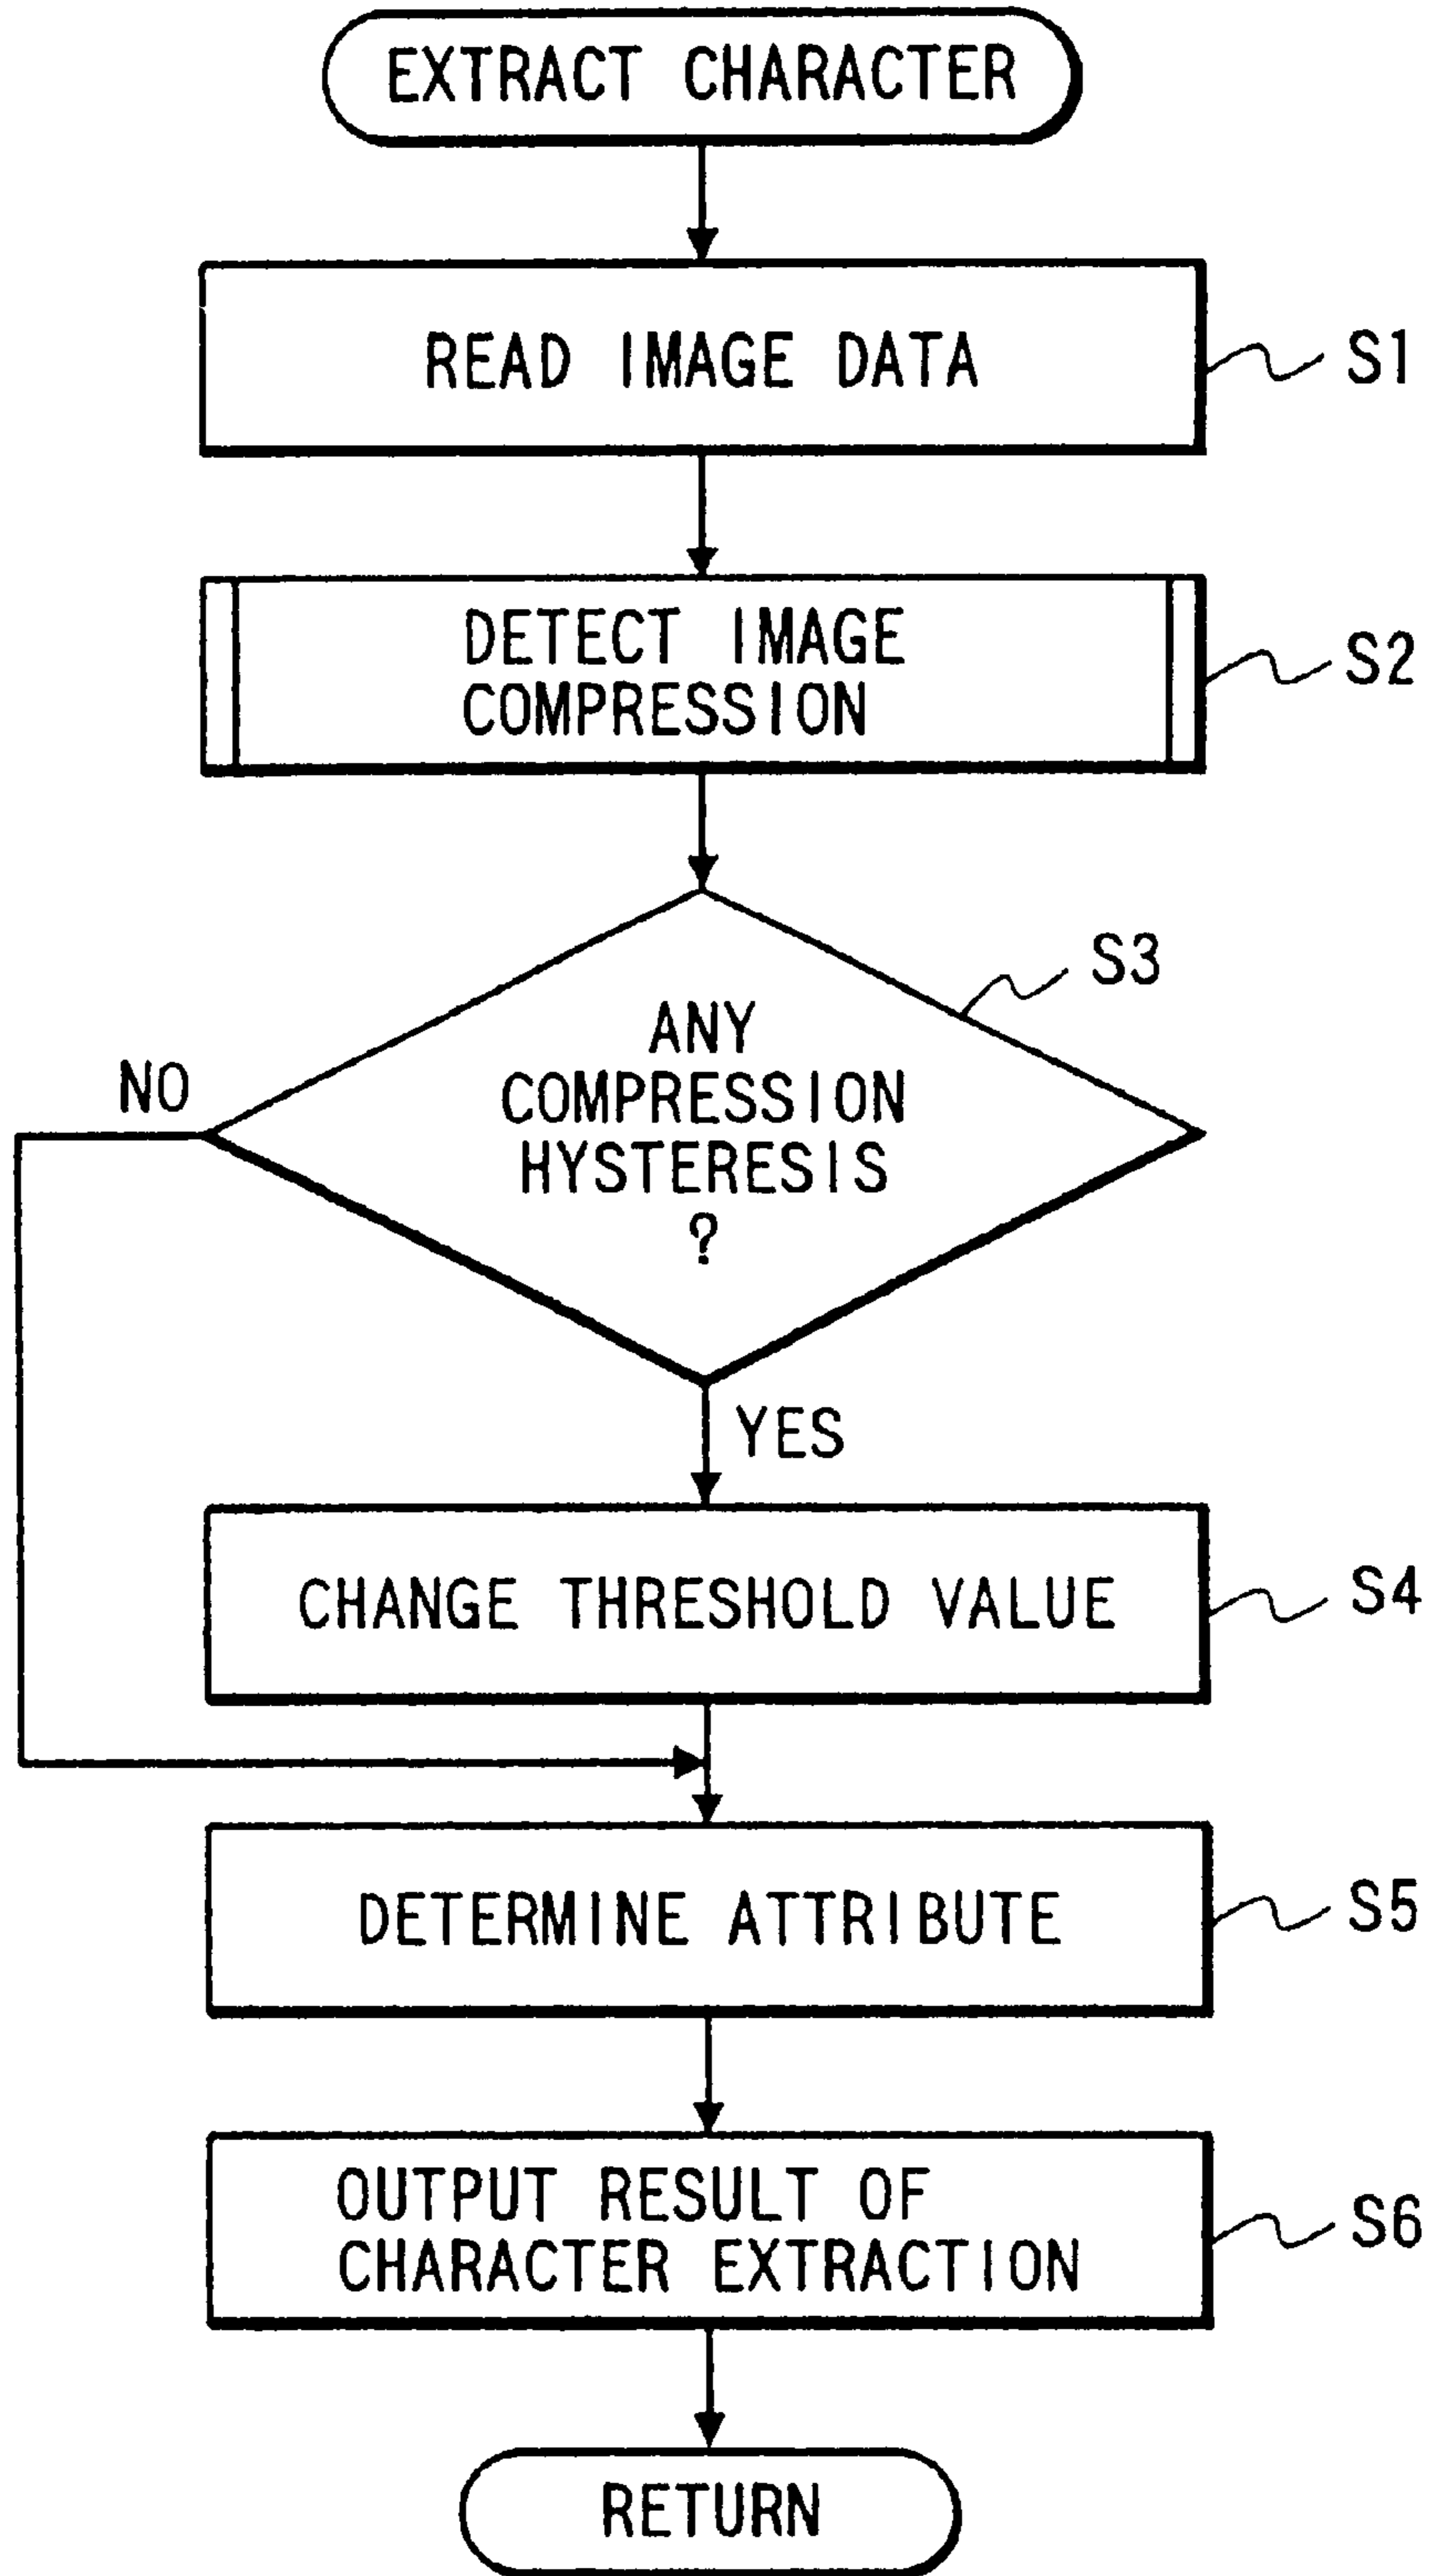 EXTRACT CHARACTER
READ IMAGE DATA
S1
DETECT IMAGE
COMPRESSION
S2
S3
ANY
COMPRESSION
HYSTERESIS
?
NO
YES
CHANGE THRESHOLD VALUE
S4
DETERMINE ATTRIBUTE
S5
OUTPUT RESULT OF
CHARACTER EXTRACTION
S6
RETURN